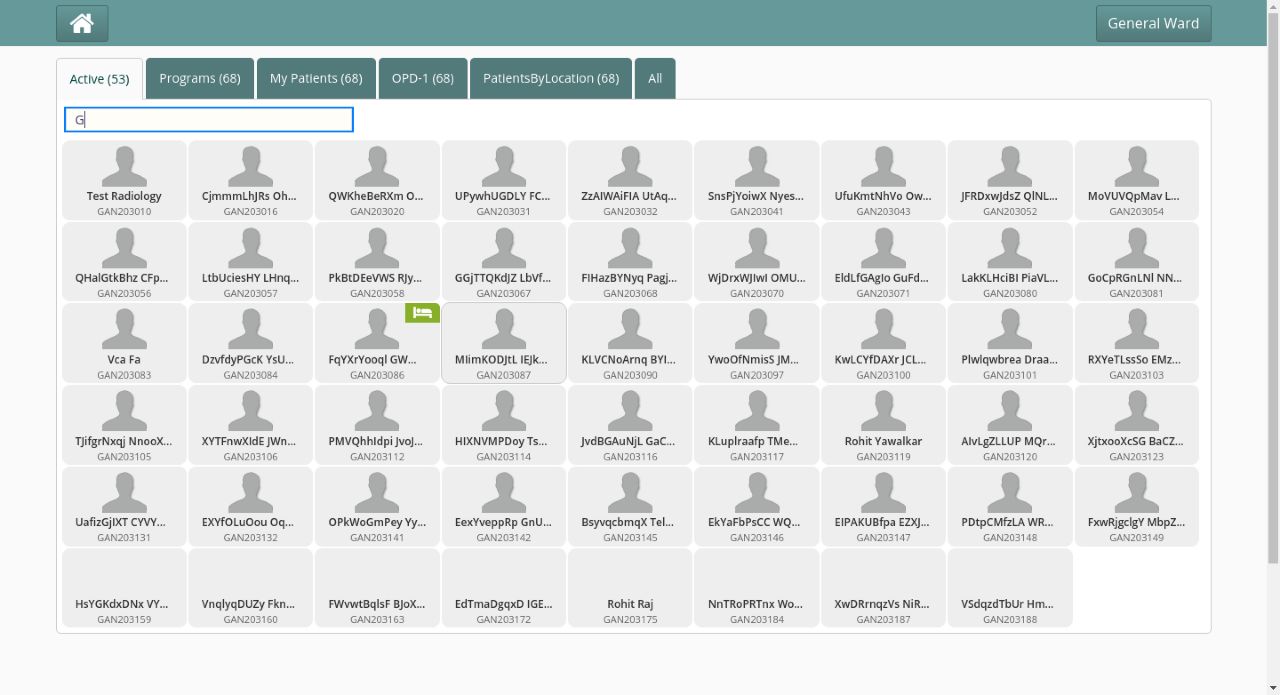 General Ward
Active (53) Programs (68) My Patients (68) OPD-1 (68) PatientsByLocation (68) All
G
Test Radiology CjmmmLhJRs Oh... QWKheBeRXm O... UPywhUGDLY FC... ZzAIWAiFIA UtAq... SnsPjYoiwX Nyes... UfuKmtNhVo Ow... JFRDxwJdsZ QlNL... MoVUVQpMav L...
GAN203010 GAN203016 GAN203020 GAN203031 GAN203032 GAN203041 GAN203043 GAN203052 GAN203054
QHalGtkBhz CFp... LtbUciesHY LHnq... PkBtDEeVWS RJy... GGjTTQKdJZ LbVf... FIHazBYNyq Pagj... WjDrxWJIwI OMU... EldLfGAgIo GuFd... LakKLHciBI PiaVL... GoCpRGnLNl NN...
GAN203056 GAN203057 GAN203058 GAN203067 GAN203068 GAN203070 GAN203071 GAN203080 GAN203081
Vca Fa DzvfdyPGcK YsU... FqYXrYooql GW... MIimKODJtL IEJk... KLVCNoArnq BYI... YwoOfNmisS JM... KwLCYfDAXr JCL... Plwlqwbrea Draa... RXYeTLssSo EMz...
GAN203083 GAN203084 GAN203086 GAN203087 GAN203090 GAN203097 GAN203100 GAN203101 GAN203103
TJifgrNxqj NnooX... XYTFnwXIdE JWn... PMVQhhIdpi JvoJ... HIXNVMPDoy Ts... JvdBGAuNjL GaC... KLuplraafp TMe... Rohit Yawalkar AIvLgZLLUP MQr... XjtxooXcSG BaCZ...
GAN203105 GAN203106 GAN203112 GAN203114 GAN203116 GAN203117 GAN203119 GAN203120 GAN203123
UafizGjIXT CYVY... EXYfOLuOou Oq... OPkWoGmPey Yy... EexYveppRp GnU... BsyvqcbmqX Tel... EkYaFbPsCC WQ... EIPAKUBfpa EZXJ... PDtpCMfzLA WR... FxwRjgclgY MbpZ...
GAN203131 GAN203132 GAN203141 GAN203142 GAN203145 GAN203146 GAN203147 GAN203148 GAN203149
HsYGKdxDNx VY... VnqlyqDUZy Fkn... FWvwtBqlsF BJoX... EdTmaDgqxD IGE... Rohit Raj NnTRoPRTnx Wo... XwDRrnqzVs NiR... VSdqzdTbUr Hm...
GAN203159 GAN203160 GAN203163 GAN203172 GAN203175 GAN203184 GAN203187 GAN203188